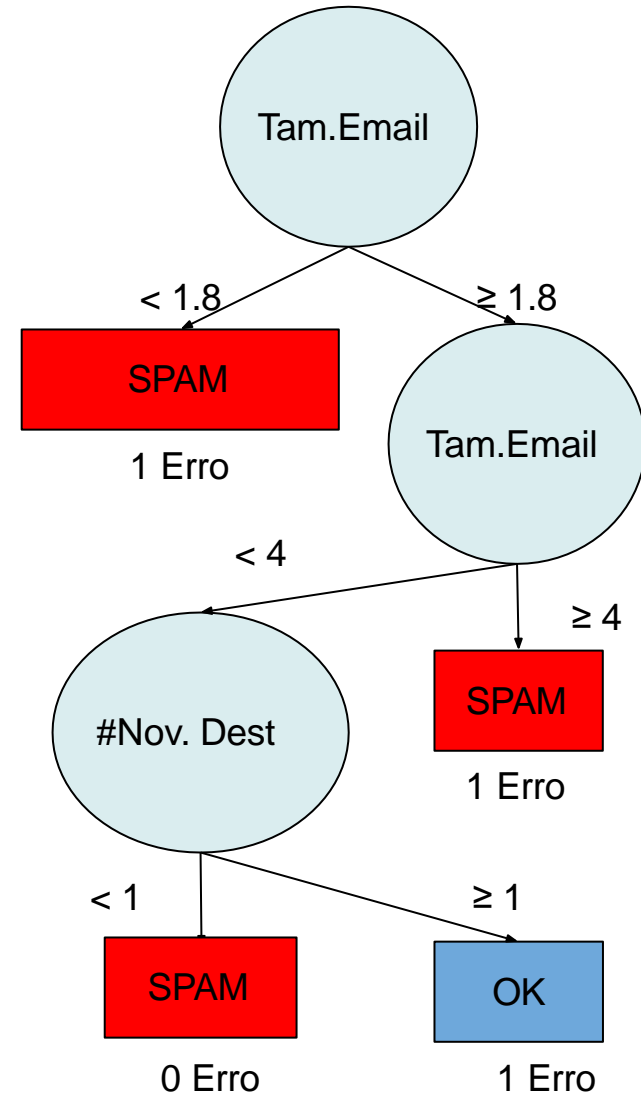 Tam.Email
< 1.8
≥ 1.8
SPAM
1 Erro
Tam.Email
< 4
≥ 4
#Nov. Dest
SPAM
1 Erro
< 1
≥ 1
SPAM
OK
0 Erro
1 Erro